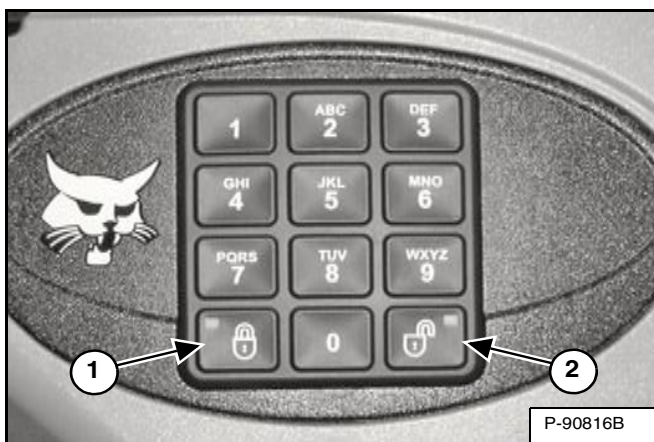 1
ABC
2
DEF
3
GHI
4
JKL
5
MNO
6
PQRS
7
TUV
8
WXYZ
9
0
1
2
P-90816B